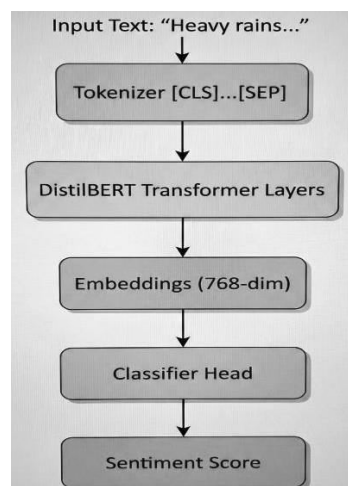 Input Text: “Heavy rains...”
Tokenizer [CLS]...[SEP]
DistilBERT Transformer Layers
Embeddings (768-dim)
Classifier Head
Sentiment Score